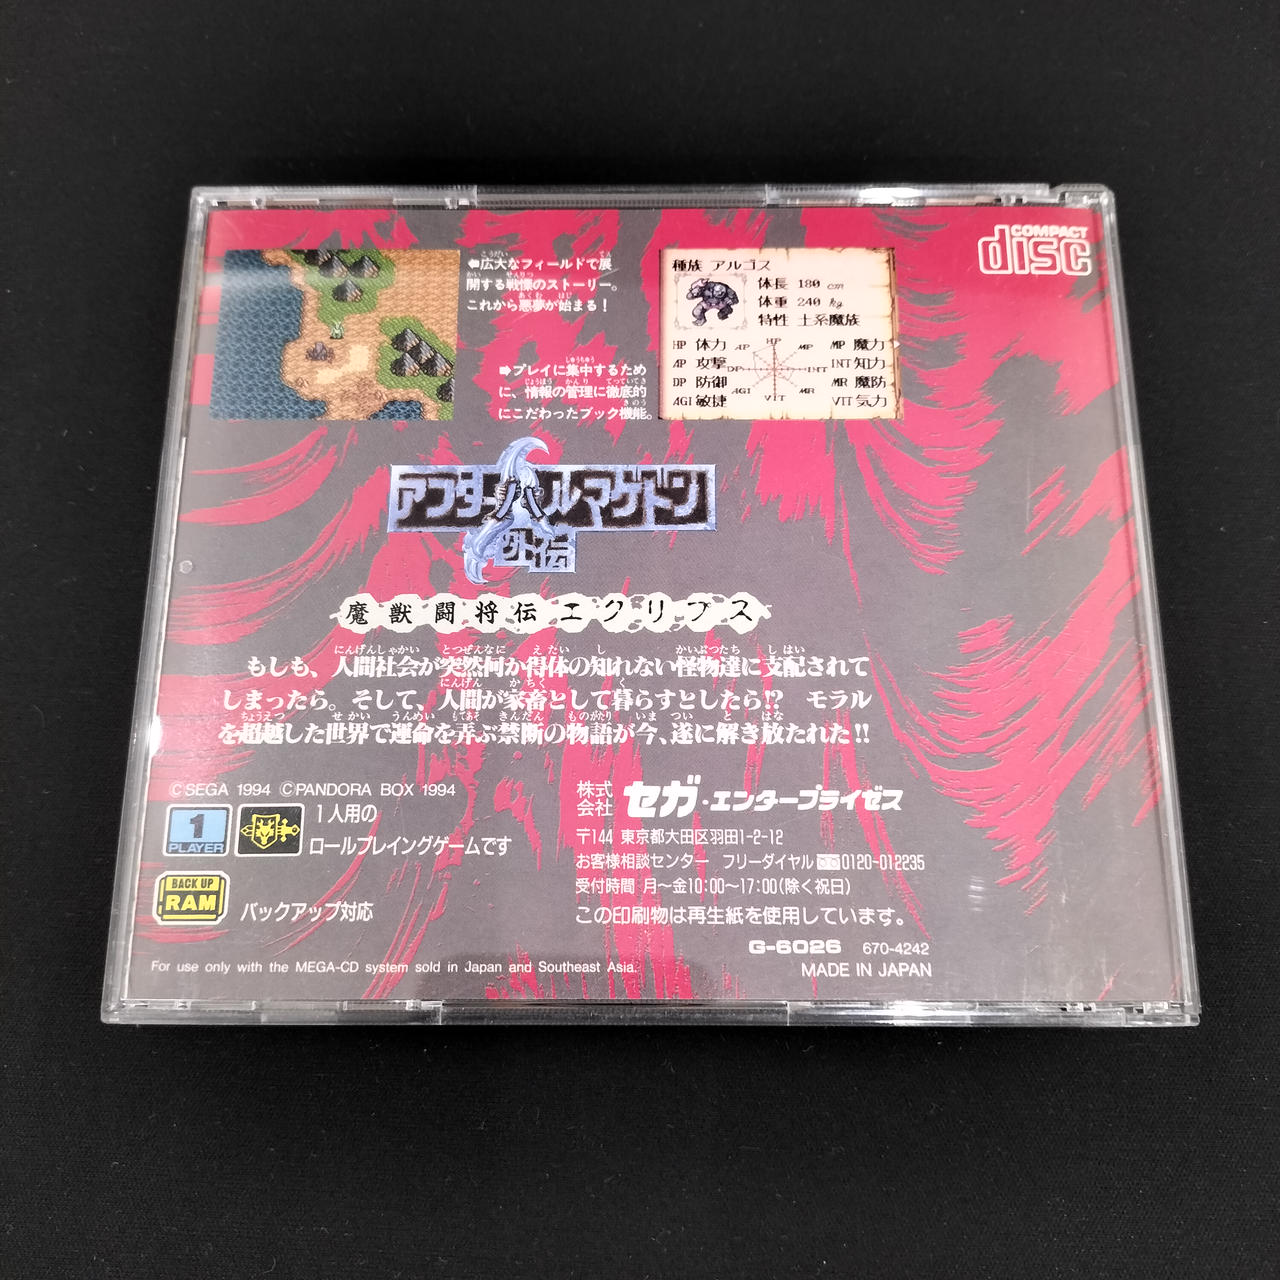 COMPACT
disc
⬅広大なフィールドで展
開する戦慄のストーリー。
これから悪夢が始まる!
➡プレイに集中するため
に、情報の管理に徹底的
にこだわったブック機能。
種族 アルゴス
体長 180 cm
体重 240 kg
特性 土系魔族
HP 体力
AP 攻撃
DP 防御
AGI 敏捷
HP
AP
MP
DP
INT
AGI
MR
VIT
MP 魔力
INT 知力
MR 魔防
VIT 気力
アフターハルマゲドン
外伝
魔獣闘将伝エクリプス
もしも、人間社会が突然何か得体の知れない怪物達に支配されて
しまったら。そして、人間が家畜として暮らすとしたら!? モラル
を超越した世界で運命を弄ぶ禁断の物語が今、遂に解き放たれた!!
©SEGA 1994 ©PANDORA BOX 1994
1
PLAYER
1人用の
ロールプレイングゲームです
BACK UP
RAM
バックアップ対応
株式
会社
セガ・エンタープライゼス
〒144 東京都大田区羽田1-2-12
お客様相談センター フリーダイヤル 0120-012235
受付時間 月〜金10:00〜17:00(除く祝日)
この印刷物は再生紙を使用しています。
G-6026 670-4242
For use only with the MEGA-CD system sold in Japan and Southeast Asia.
MADE IN JAPAN